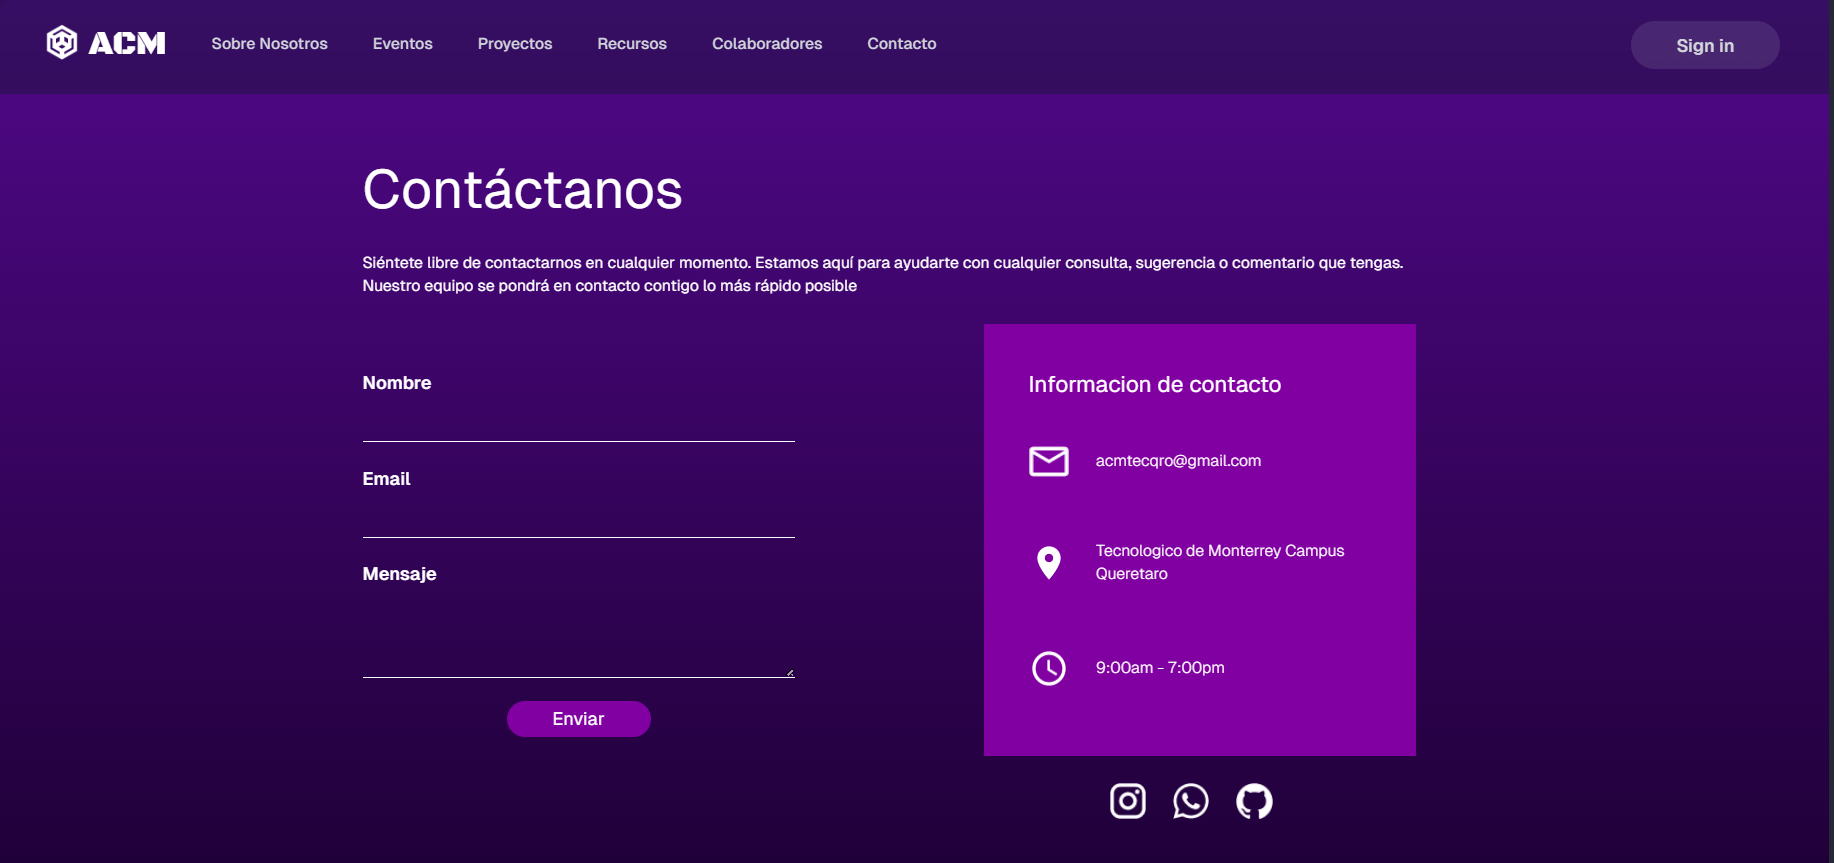 ACM
Sobre Nosotros
Eventos
Proyectos
Recursos
Colaboradores
Contacto
Sign in
Contáctanos
Siéntete libre de contactarnos en cualquier momento. Estamos aquí para ayudarte con cualquier consulta, sugerencia o comentario que tengas.
Nuestro equipo se pondrá en contacto contigo lo más rápido posible
Nombre
Email
Mensaje
Enviar
Informacion de contacto
acmtecqro@gmail.com
Tecnologico de Monterrey Campus
Queretaro
9:00am - 7:00pm